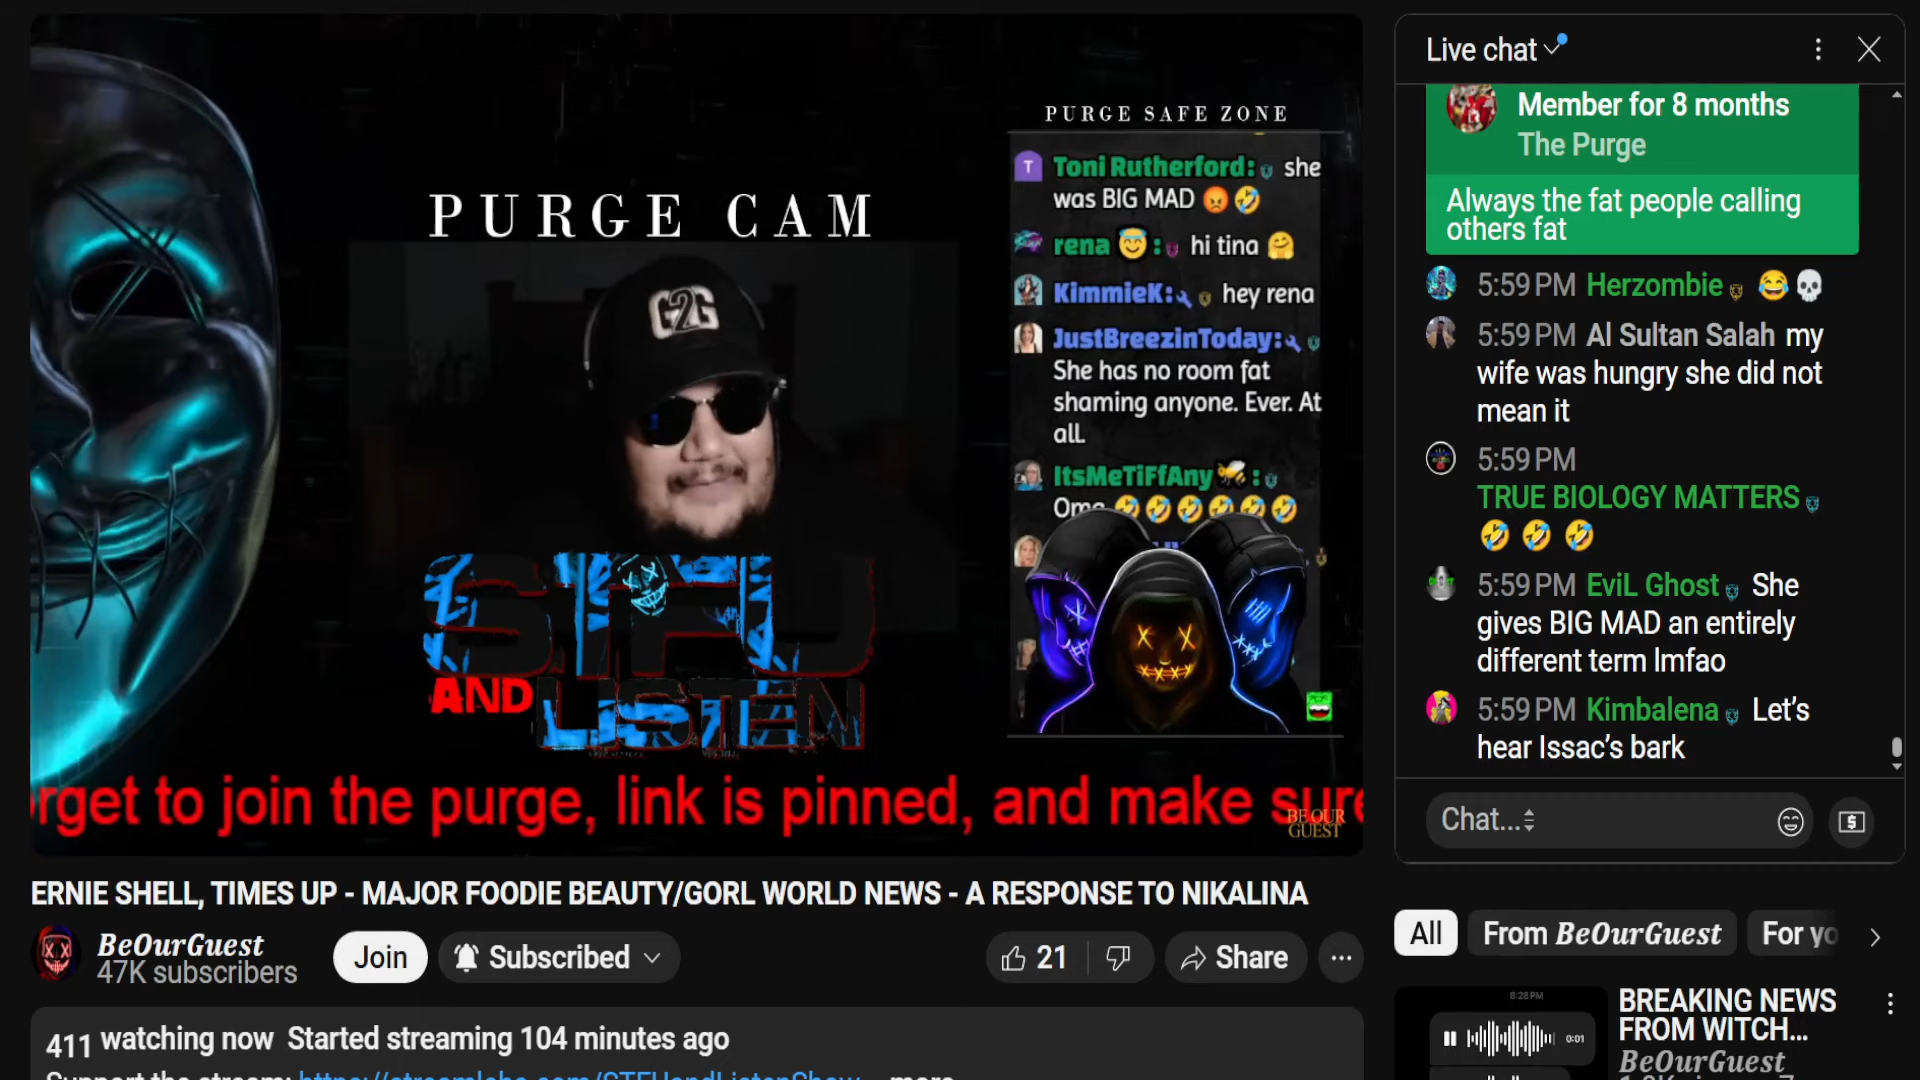 PURGE CAM
G2G
STFU
AND LISTEN
PURGE SAFE ZONE
T Toni Rutherford: she
was BIG MAD 😡🤣
rena 😇: hi tina 🤗
KimmieK: hey rena
JustBreezinToday:
She has no room fat
shaming anyone. Ever. At
all.
ItsMeTiFfAny🐝:
Omg 🤣🤣🤣🤣🤣🤣
rget to join the purge, link is pinned, and make sure
BE OUR
GUEST
ERNIE SHELL, TIMES UP - MAJOR FOODIE BEAUTY/GORL WORLD NEWS - A RESPONSE TO NIKALINA
BeOurGuest
47K subscribers
Join
Subscribed
21
Share
411 watching now Started streaming 104 minutes ago
Support the stream: https://streamlabs.com/STFUandListenShow ...more
Live chat
Member for 8 months
The Purge
Always the fat people calling
others fat
5:59 PM Herzombie 😂💀
5:59 PM Al Sultan Salah my
wife was hungry she did not
mean it
5:59 PM
TRUE BIOLOGY MATTERS
🤣 🤣 🤣
5:59 PM EviL Ghost She
gives BIG MAD an entirely
different term lmfao
5:59 PM Kimbalena Let's
hear Issac's bark
Chat...
All
From BeOurGuest
For yo
8:28 PM
0:01
BREAKING NEWS
FROM WITCH...
BeOurGuest